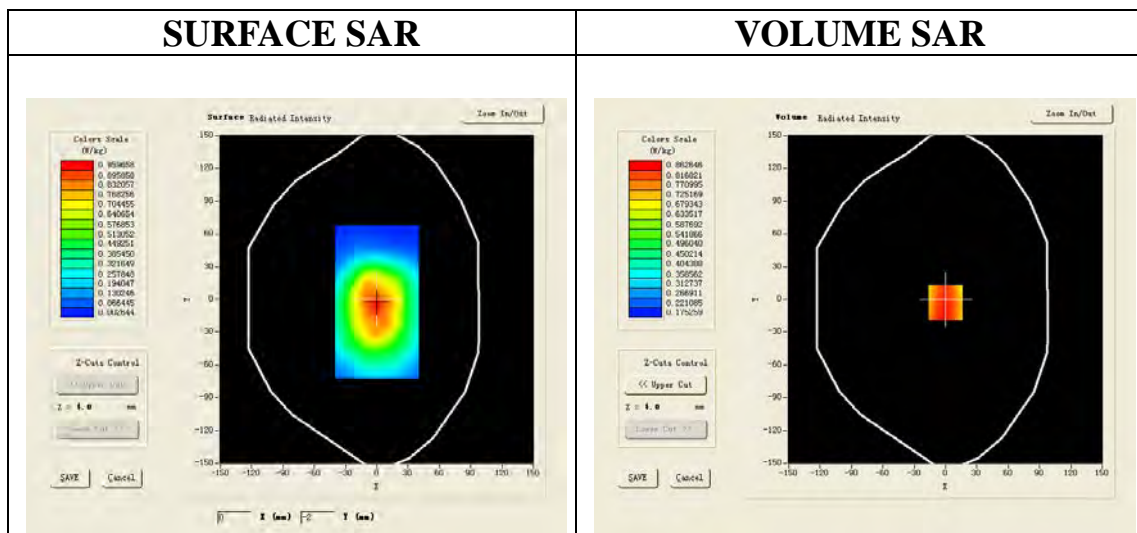 SURFACE SAR
VOLUME SAR
Surface Radiated Intensity
Zoom In/Out
Colors Scale
(W/kg)
0.959658
0.895858
0.832057
0.768256
0.704455
0.640654
0.576853
0.513052
0.449251
0.385450
0.321649
0.257848
0.194047
0.130246
0.066445
0.002644
150
90
60
30
0
-30
-60
-90
-120
-150
-150 -120 -90 -60 -30 0 30 60 90 120 150
Z-Cuts Control
<< Upper Cut
Z = 4.0 mm
Lower Cut >>
SAVE
Cancel
0 X (mm) -2 Y (mm)
Volume Radiated Intensity
Zoom In/Out
Colors Scale
(W/kg)
0.862646
0.816821
0.770995
0.725169
0.679343
0.633517
0.587692
0.541866
0.496040
0.450214
0.404388
0.358562
0.312737
0.266911
0.221085
0.175259
150
90
60
30
0
-30
-60
-90
-120
-150
-150 -120 -90 -60 -30 0 30 60 90 120 150
Z-Cuts Control
<< Upper Cut
Z = 4.0 mm
Lower Cut >>
SAVE
Cancel